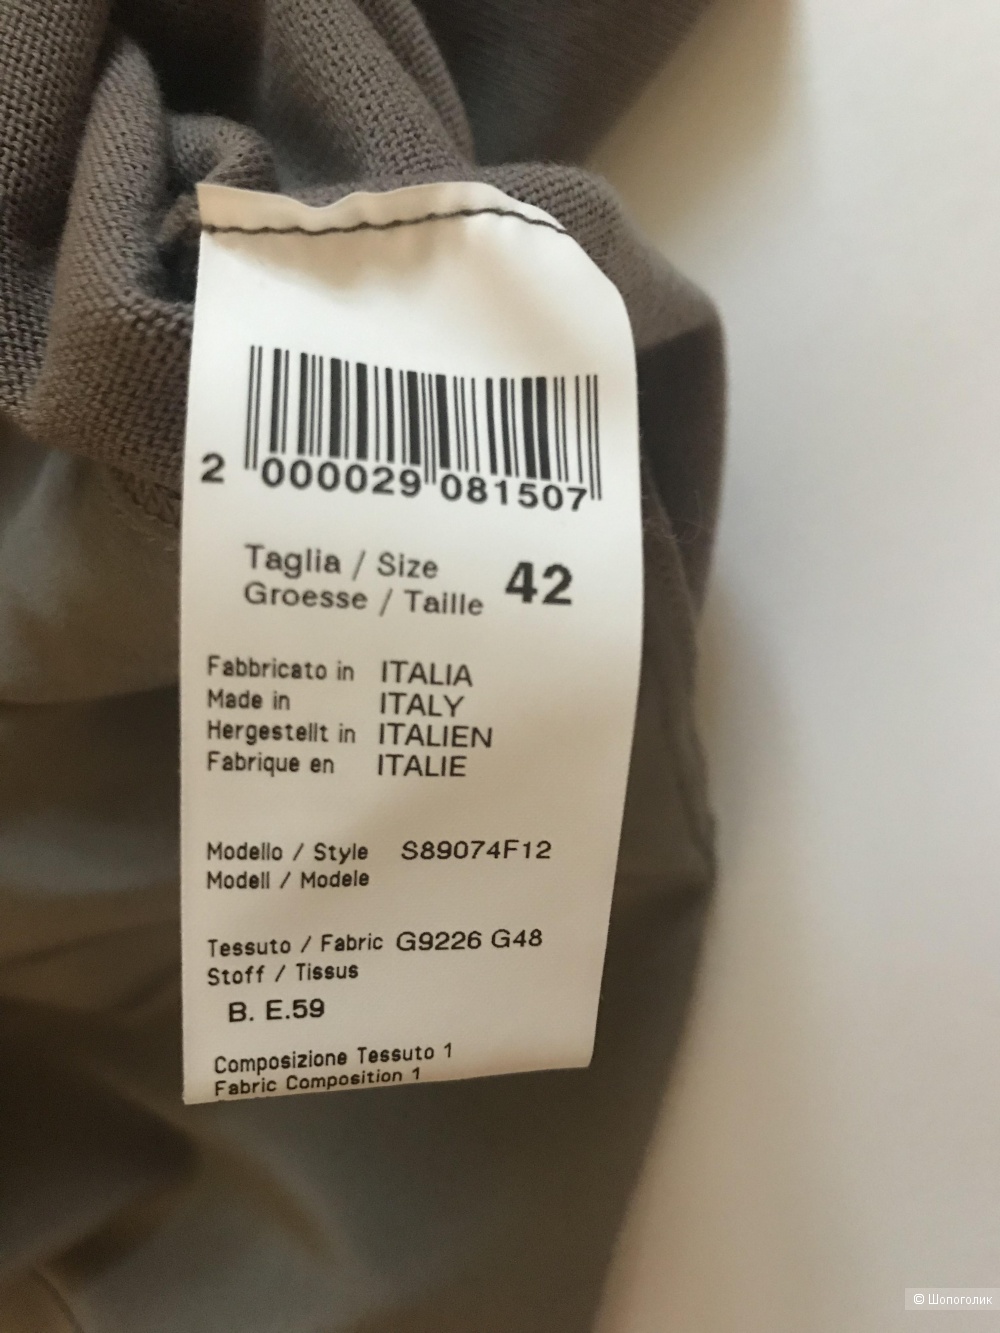 2 000029 081507
Taglia / Size 42
Groesse / Taille
Fabbricato in ITALIA
Made in ITALY
Hergestellt in ITALIEN
Fabrique en ITALIE
Modello / Style S89074F12
Modell / Modele
Tessuto / Fabric G9226 G48
Stoff / Tissus
B. E.59
Composizione Tessuto 1
Fabric Composition 1
© Шопоголик